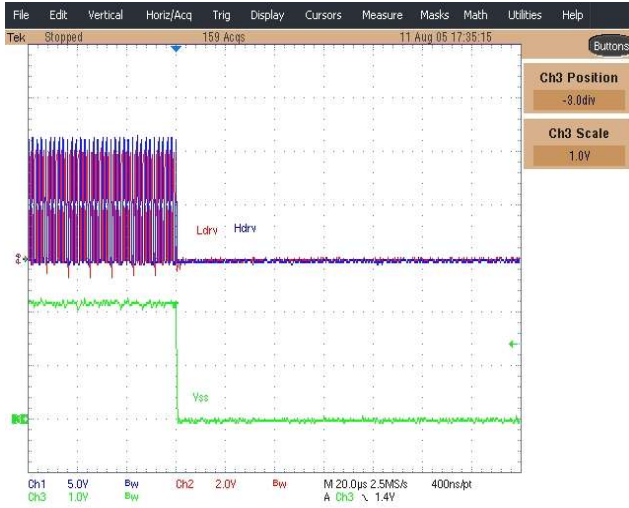 File Edit Vertical Horiz/Acq Trig Display Cursors Measure Masks Math Utilities Help
Tek Stopped 159 Acqs 11 Aug 05 17:35:15
Buttons
Ch3 Position
-3.0div
Ch3 Scale
1.0V
Ldrv Hdrv
Vss
Ch1 5.0V Bw Ch2 2.0V Bw M 20.0µs 2.5MS/s 400ns/pt
Ch3 1.0V Bw A Ch3 \ 1.4V